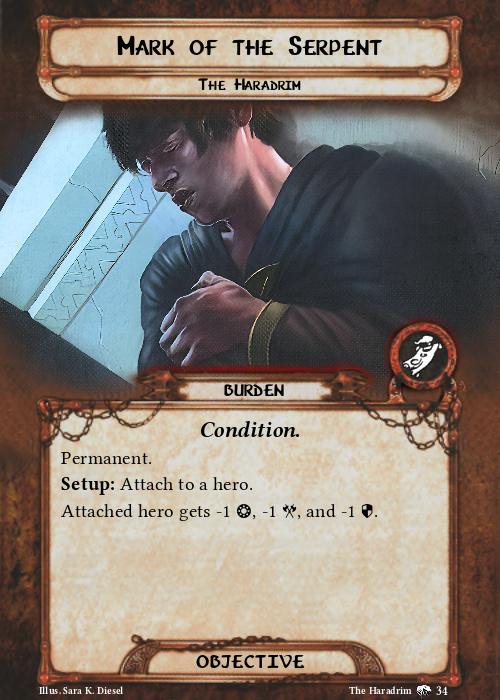 Mark of the Serpent
The Haradrim
Burden
Condition.
Permanent.
Setup: Attach to a hero.
Attached hero gets -1 , -1 , and -1 .
Objective
Illus. Sara K. Diesel The Haradrim 34